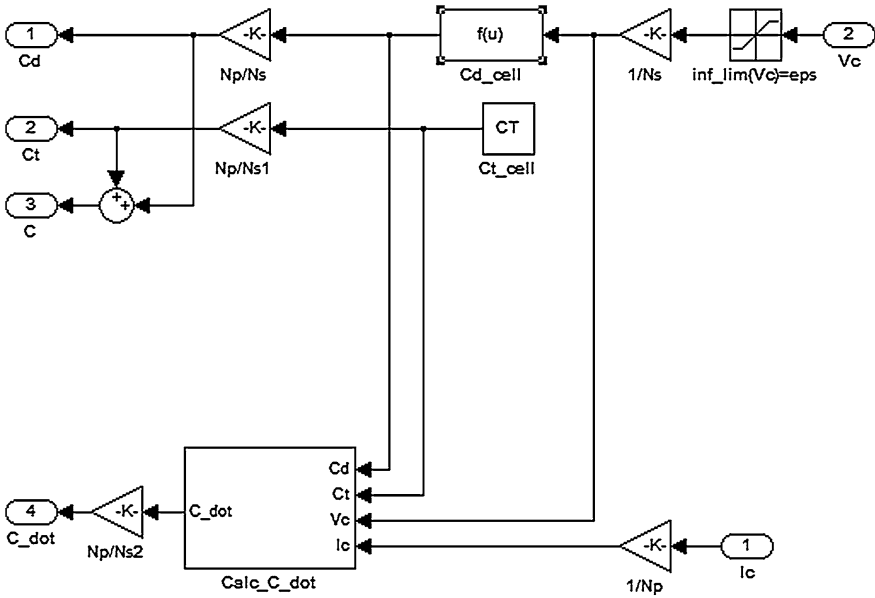 1
-K-
f(u)
-K-
2
Cd
Np/Ns
Cd_cell
1/Ns
inf_lim(Vc)=eps
Vc
2
-K-
CT
Ct
Np/Ns1
Ct_cell
3
+
+
C
Cd
Ct
Vc
Ic
C_dot
4
-K-
-K-
1
C_dot
Np/Ns2
Calc_C_dot
1/Np
Ic